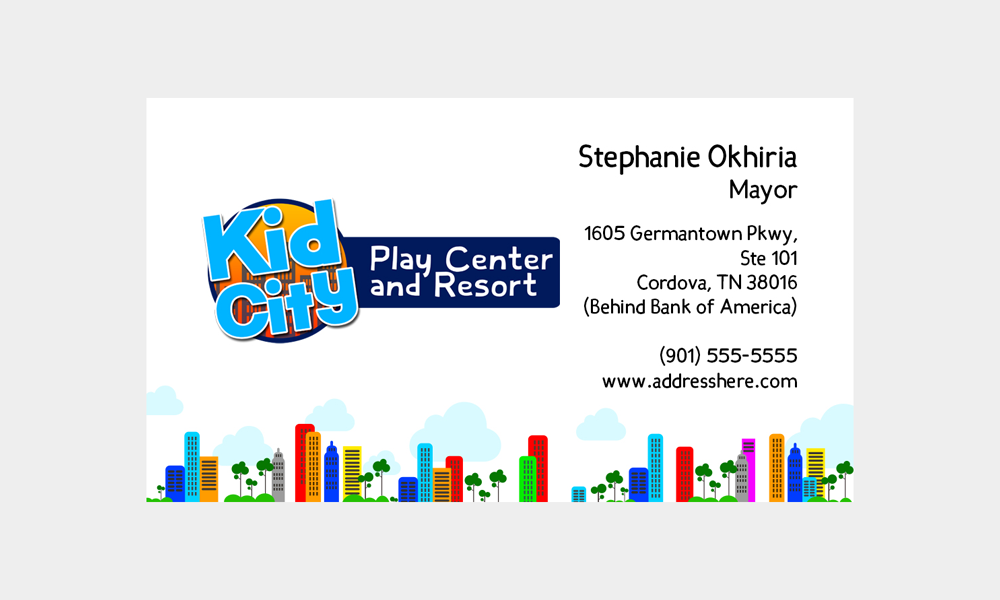 Kid
City
Play Center
and Resort
Stephanie Okhiria
Mayor
1605 Germantown Pkwy,
Ste 101
Cordova, TN 38016
(Behind Bank of America)
(901) 555-5555
www.addresshere.com